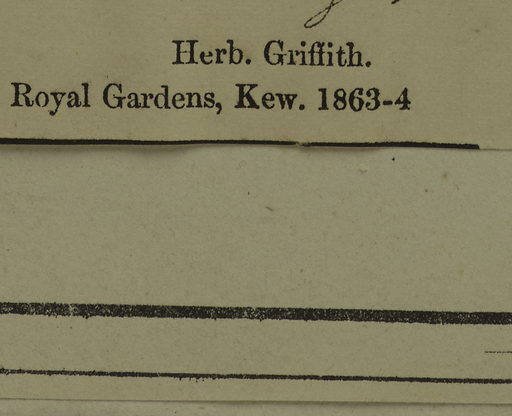 Herb. Griffith.
Royal Gardens, Kew. 1863-4